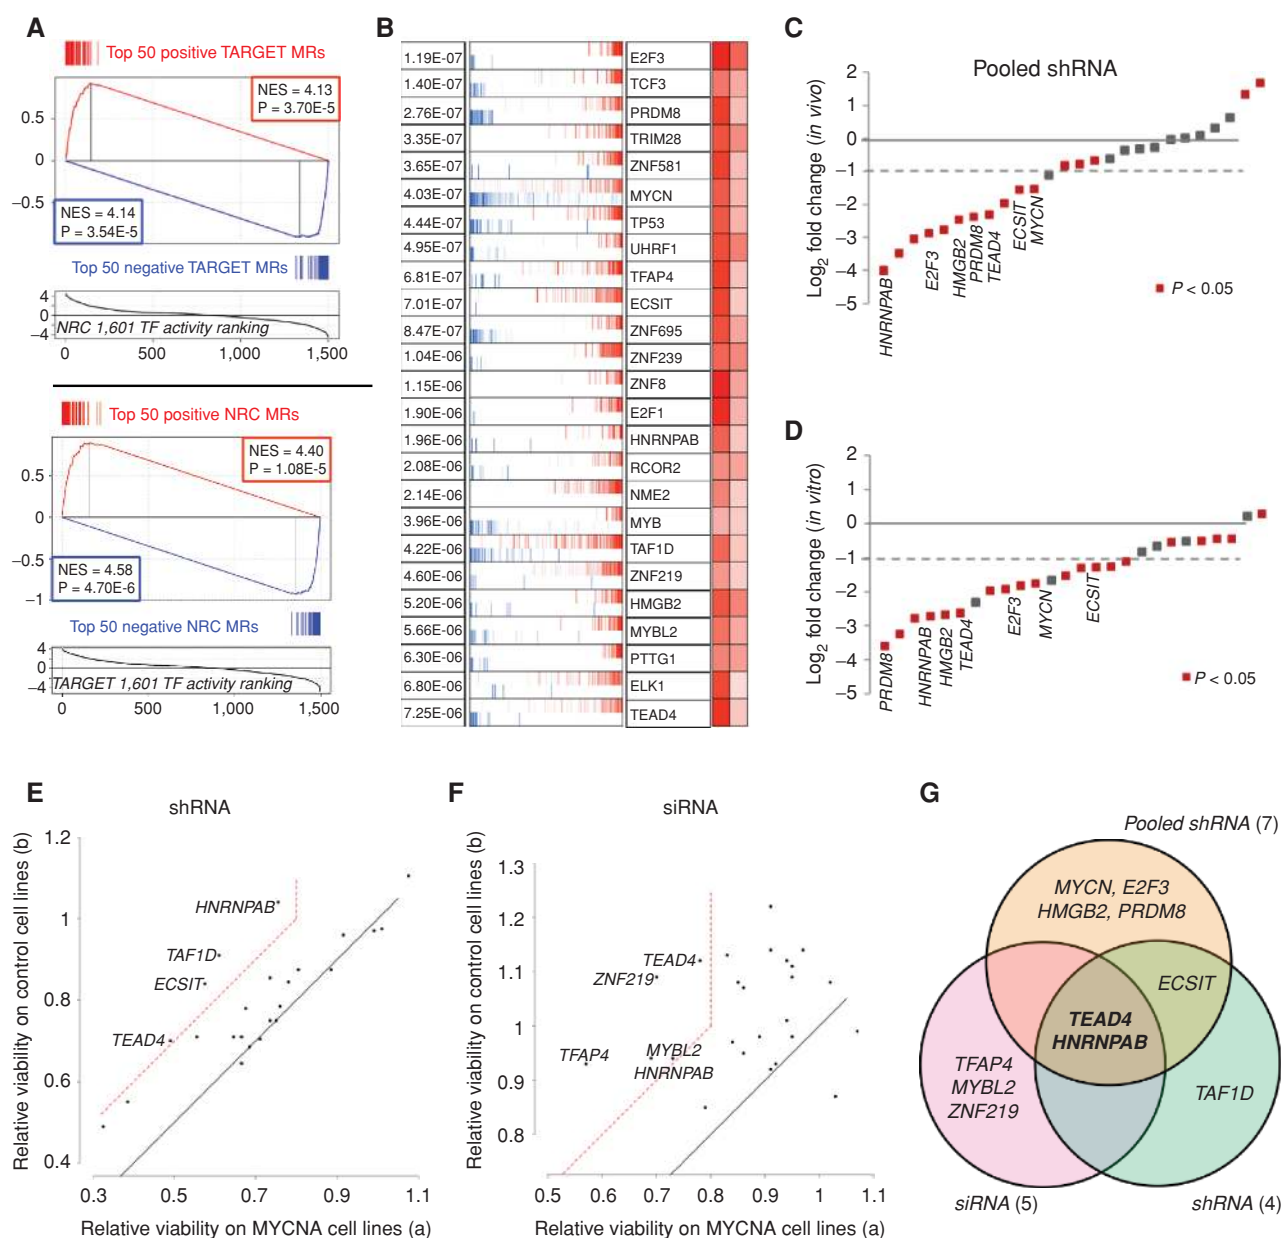 A
Top 50 positive TARGET MRs
NES = 4.13
P = 3.70E-5
0.5
0
−0.5
NES = 4.14
P = 3.54E-5
Top 50 negative TARGET MRs
4
0
−4
NRC 1,601 TF activity ranking
0 500 1,000 1,500
Top 50 positive NRC MRs
NES = 4.40
P = 1.08E-5
0.5
0
−0.5
−1
NES = 4.58
P = 4.70E-6
Top 50 negative NRC MRs
4
0
−4
TARGET 1,601 TF activity ranking
0 500 1,000 1,500
B
1.19E-07 E2F3
1.40E-07 TCF3
2.76E-07 PRDM8
3.35E-07 TRIM28
3.65E-07 ZNF581
4.03E-07 MYCN
4.44E-07 TP53
4.95E-07 UHRF1
6.81E-07 TFAP4
7.01E-07 ECSIT
8.47E-07 ZNF695
1.04E-06 ZNF239
1.15E-06 ZNF8
1.90E-06 E2F1
1.96E-06 HNRNPAB
2.08E-06 RCOR2
2.14E-06 NME2
3.96E-06 MYB
4.22E-06 TAF1D
4.60E-06 ZNF219
5.20E-06 HMGB2
5.66E-06 MYBL2
6.30E-06 PTTG1
6.80E-06 ELK1
7.25E-06 TEAD4
C
Pooled shRNA
Log2 fold change (in vivo)
2
1
0
−1
−2
−3
−4
−5
HNRNPAB
E2F3
HMGB2
PRDM8
TEAD4
ECSIT
MYCN
P < 0.05
D
Log2 fold change (in vitro)
2
1
0
−1
−2
−3
−4
−5
PRDM8
HNRNPAB
HMGB2
TEAD4
E2F3
MYCN
ECSIT
P < 0.05
E
shRNA
Relative viability on control cell lines (b)
1.2
1
0.8
0.6
0.4
HNRNPAB
TAF1D
ECSIT
TEAD4
0.3 0.5 0.7 0.9 1.1
Relative viability on MYCNA cell lines (a)
F
siRNA
Relative viability on control cell lines (b)
1.3
1.2
1.1
1
0.9
0.8
TEAD4
ZNF219
TFAP4
MYBL2
HNRNPAB
0.5 0.6 0.7 0.8 0.9 1 1.1
Relative viability on MYCNA cell lines (a)
G
Pooled shRNA (7)
MYCN, E2F3
HMGB2, PRDM8
ECSIT
TEAD4
HNRNPAB
TFAP4
MYBL2
ZNF219
TAF1D
siRNA (5)
shRNA (4)